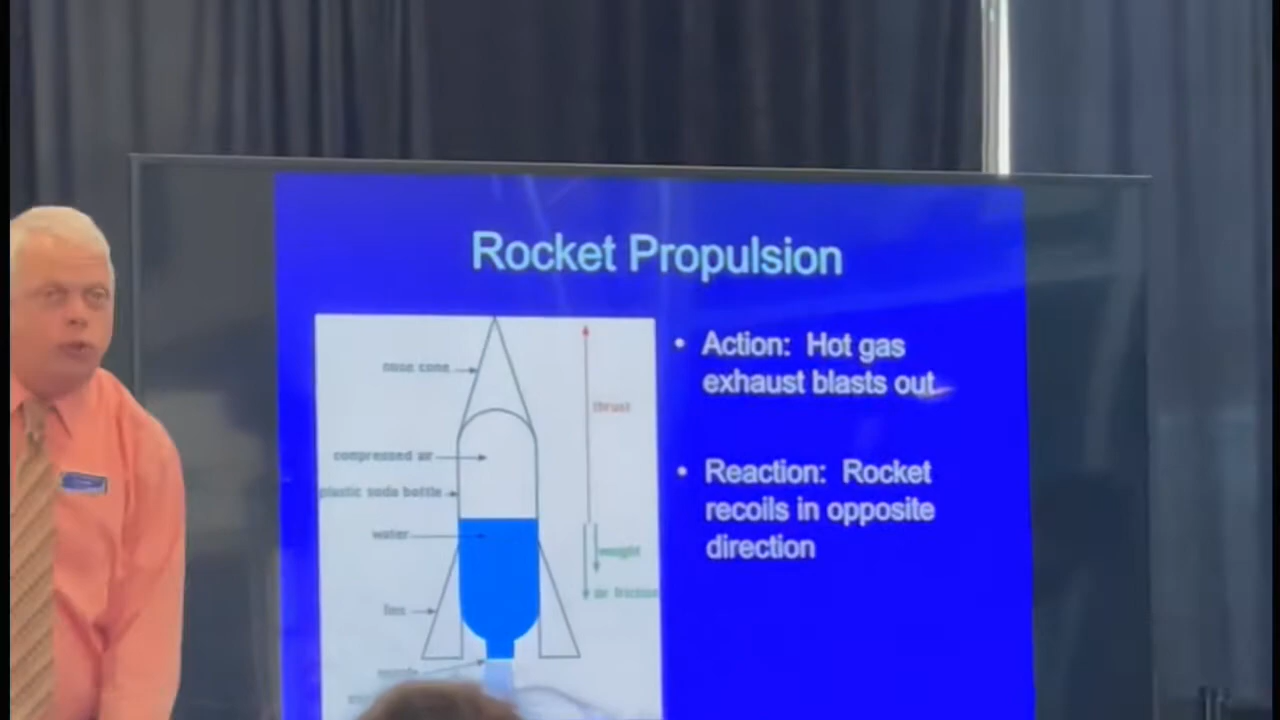 Rocket Propulsion
• Action: Hot gas
exhaust blasts out
• Reaction: Rocket
recoils in opposite
direction
nose cone
thrust
compressed air
plastic soda bottle
water
weight
air friction
fins
nozzle